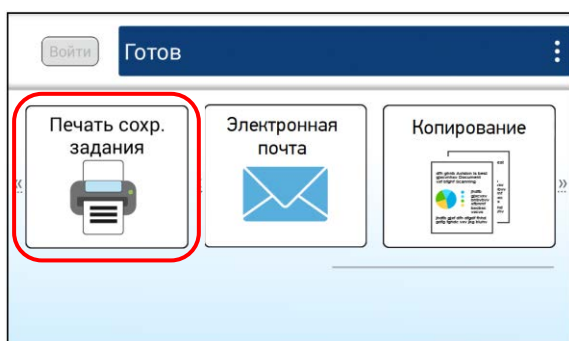 Войти
Готов
Печать сохр.
задания
Электронная
почта
Копирование
«
»